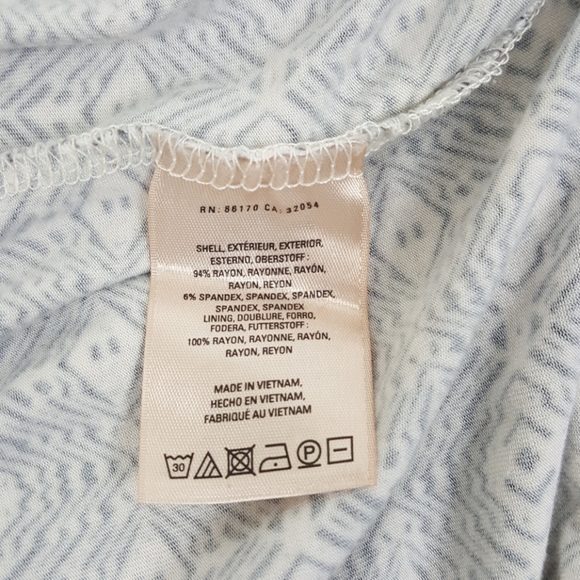 RN: 86170 CA: 32054
SHELL, EXTÉRIEUR, EXTERIOR,
ESTERNO, OBERSTOFF:
94% RAYON, RAYONNE, RAYÓN,
RAYON, REYON
6% SPANDEX, SPANDEX, SPANDEX,
SPANDEX, SPANDEX
LINING, DOUBLURE, FORRO,
FODERA, FUTTERSTOFF:
100% RAYON, RAYONNE, RAYÓN,
RAYON, REYON
MADE IN VIETNAM,
HECHO EN VIETNAM,
FABRIQUÉ AU VIETNAM
30 P